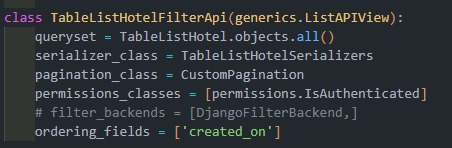 class TableListHotelFilterApi(generics.ListAPIView):
    queryset = TableListHotel.objects.all()
    serializer_class = TableListHotelSerializers
    pagination_class = CustomPagination
    permissions_classes = [permissions.IsAuthenticated]
    # filter_backends = [DjangoFilterBackend,]
    ordering_fields = ['created_on']